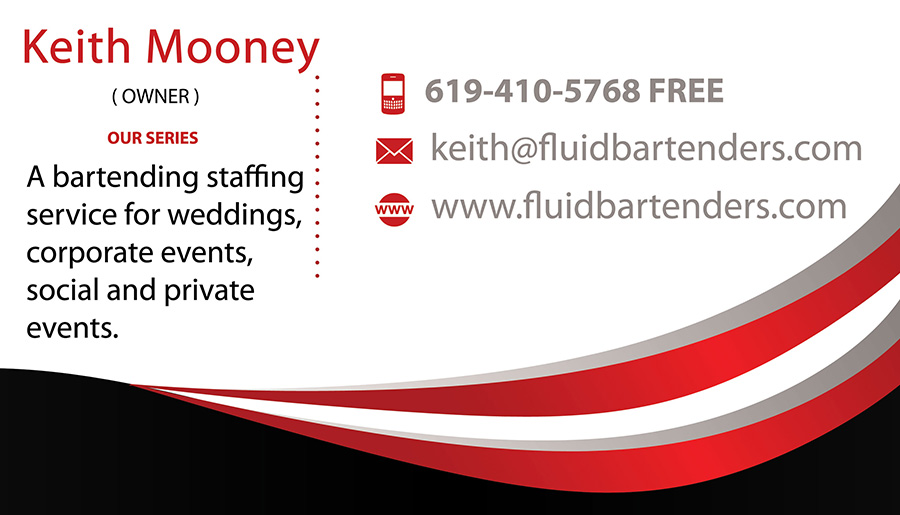 Keith Mooney
( OWNER )
OUR SERIES
A bartending staffing
service for weddings,
corporate events,
social and private
events.
619-410-5768 FREE
keith@fluidbartenders.com
www
www.fluidbartenders.com